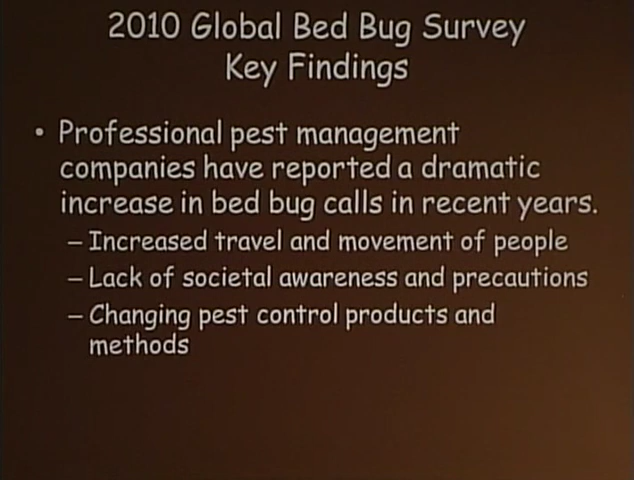 2010 Global Bed Bug Survey
Key Findings
• Professional pest management
companies have reported a dramatic
increase in bed bug calls in recent years.
– Increased travel and movement of people
– Lack of societal awareness and precautions
– Changing pest control products and
methods